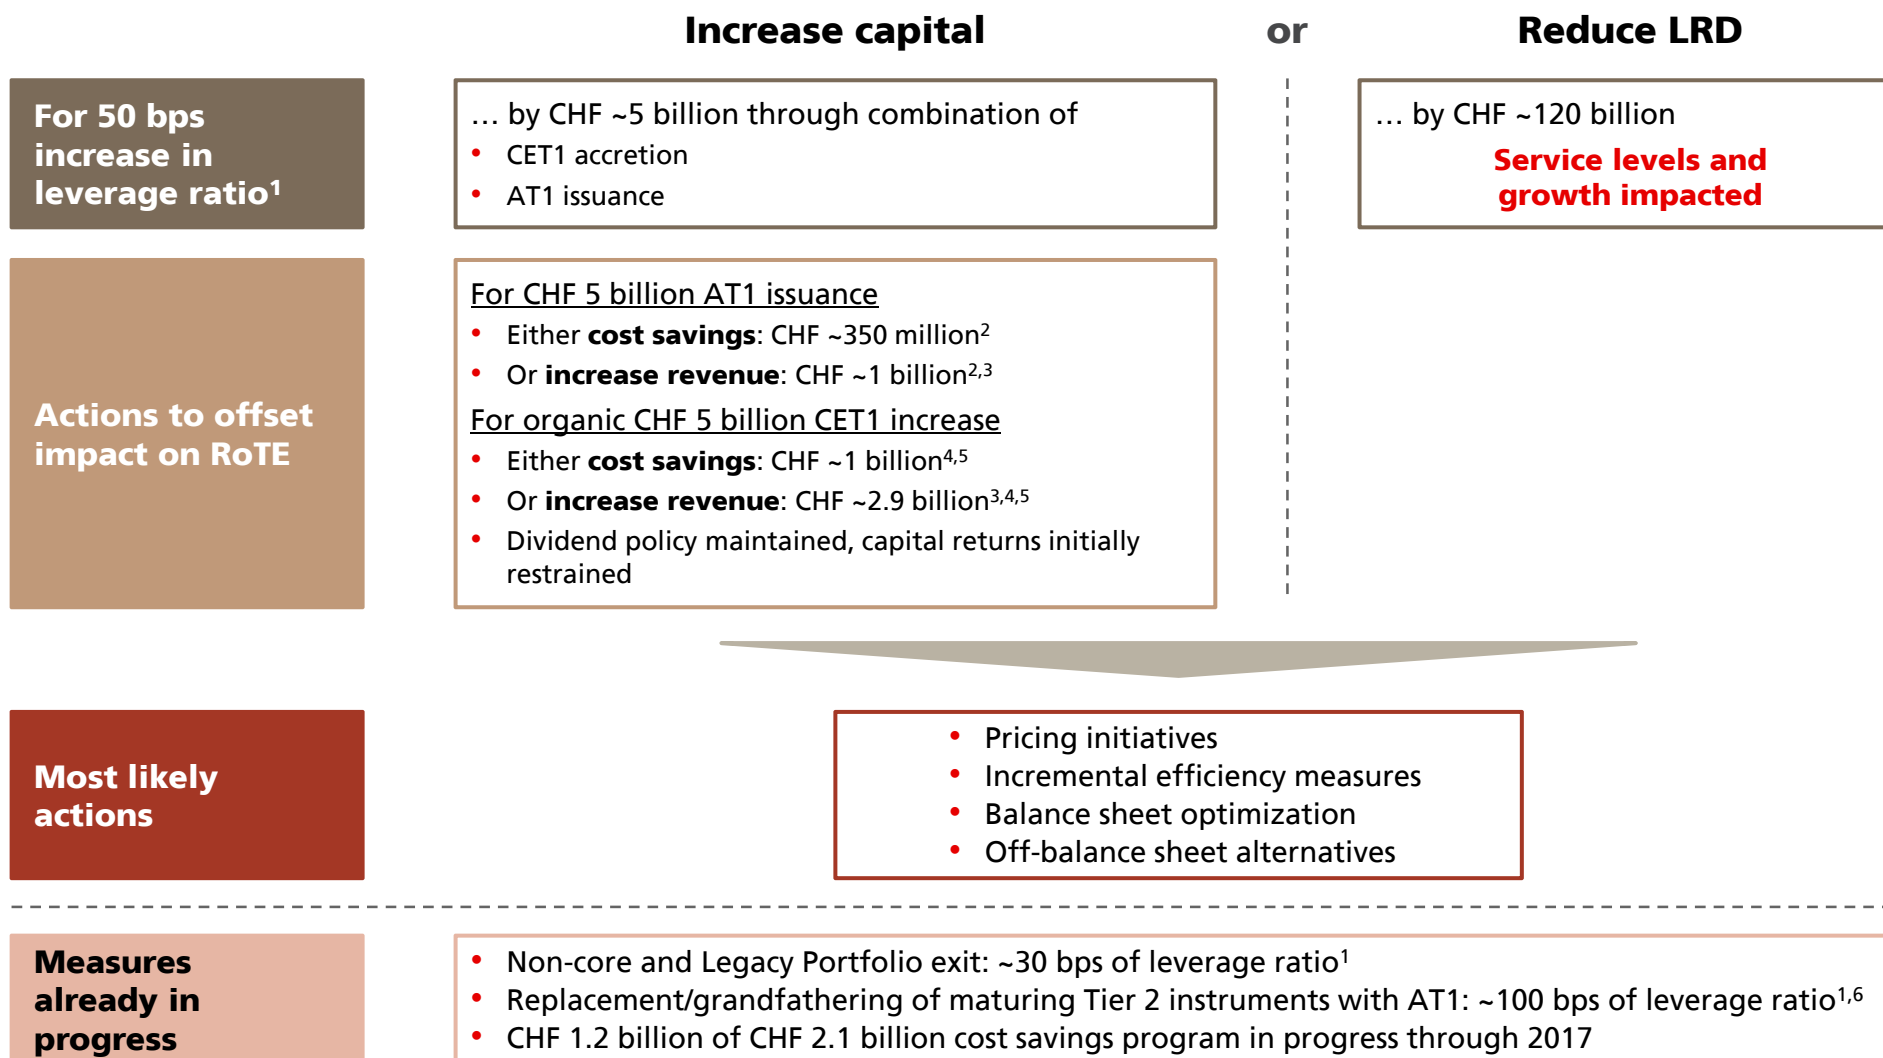 Increase capital or Reduce LRD
For 50 bps
increase in
leverage ratio1
… by CHF ~5 billion through combination of
• CET1 accretion
• AT1 issuance
… by CHF ~120 billion
Service levels and
growth impacted
Actions to offset
impact on RoTE
For CHF 5 billion AT1 issuance
• Either cost savings: CHF ~350 million2
• Or increase revenue: CHF ~1 billion2,3
For organic CHF 5 billion CET1 increase
• Either cost savings: CHF ~1 billion4,5
• Or increase revenue: CHF ~2.9 billion3,4,5
• Dividend policy maintained, capital returns initially
restrained
Most likely
actions
• Pricing initiatives
• Incremental efficiency measures
• Balance sheet optimization
• Off-balance sheet alternatives
Measures
already in
progress
• Non-core and Legacy Portfolio exit: ~30 bps of leverage ratio1
• Replacement/grandfathering of maturing Tier 2 instruments with AT1: ~100 bps of leverage ratio1,6
• CHF 1.2 billion of CHF 2.1 billion cost savings program in progress through 2017